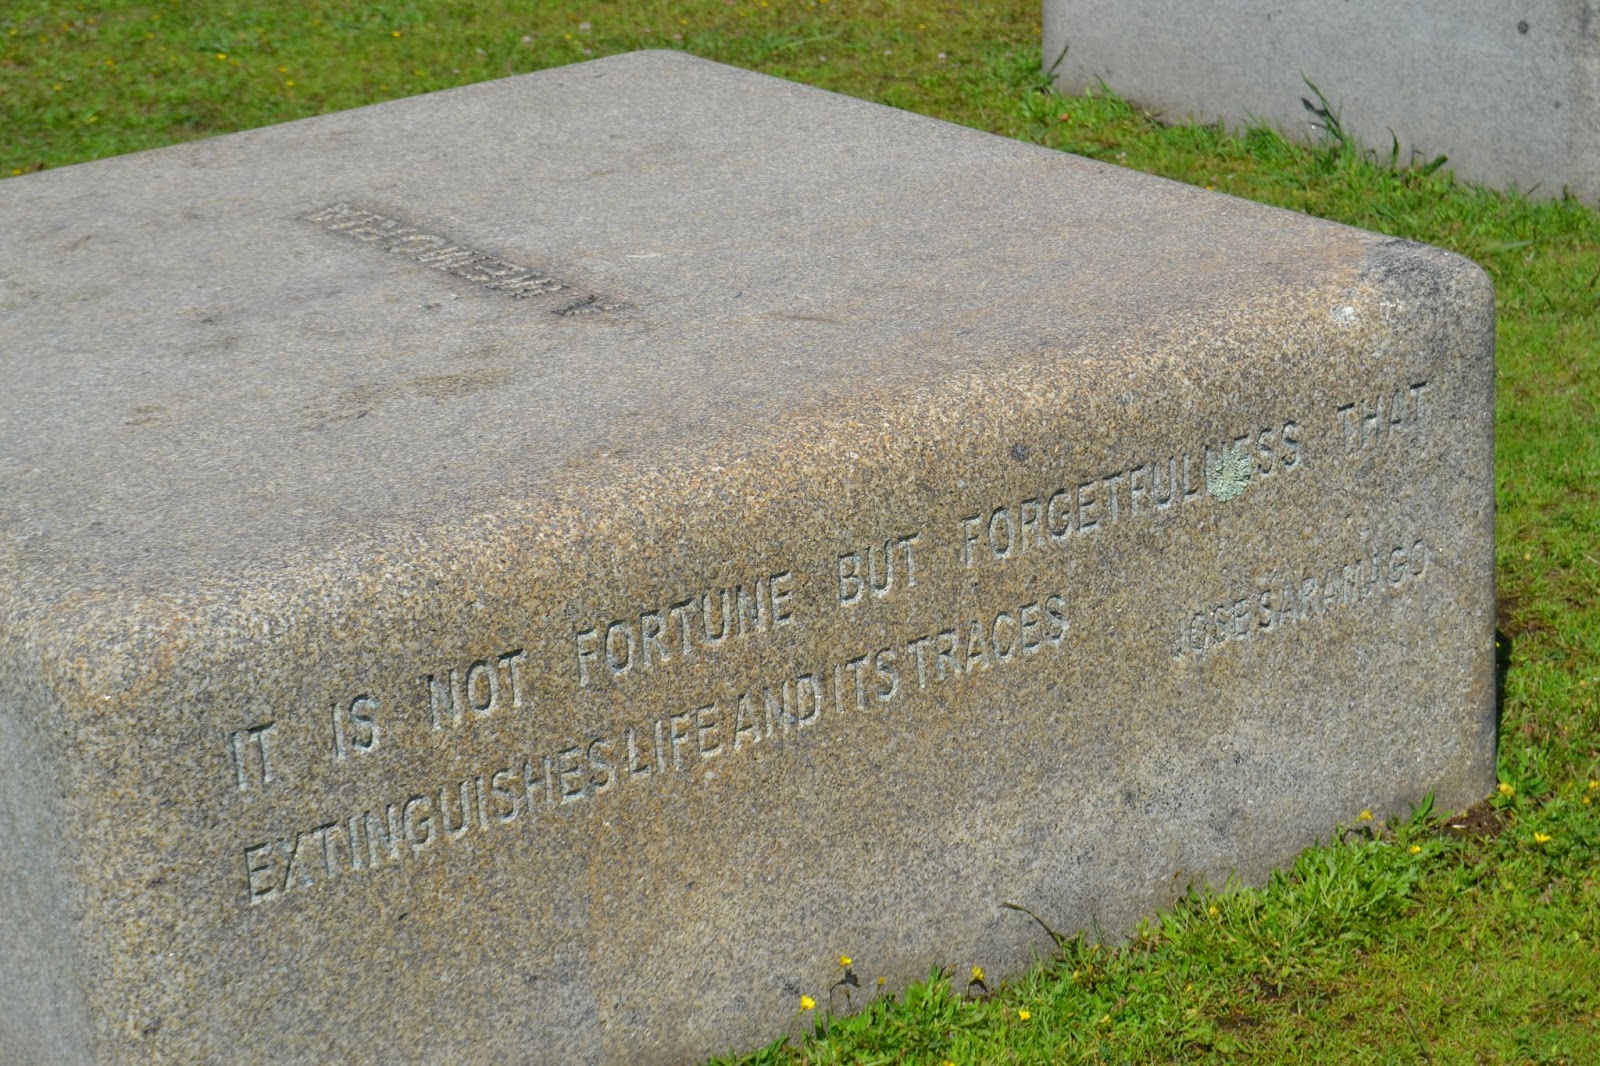 IT IS NOT FORTUNE BUT FORGETFULNESS THAT
EXTINGUISHES LIFE AND ITS TRACES
JOSE SARAMAGO